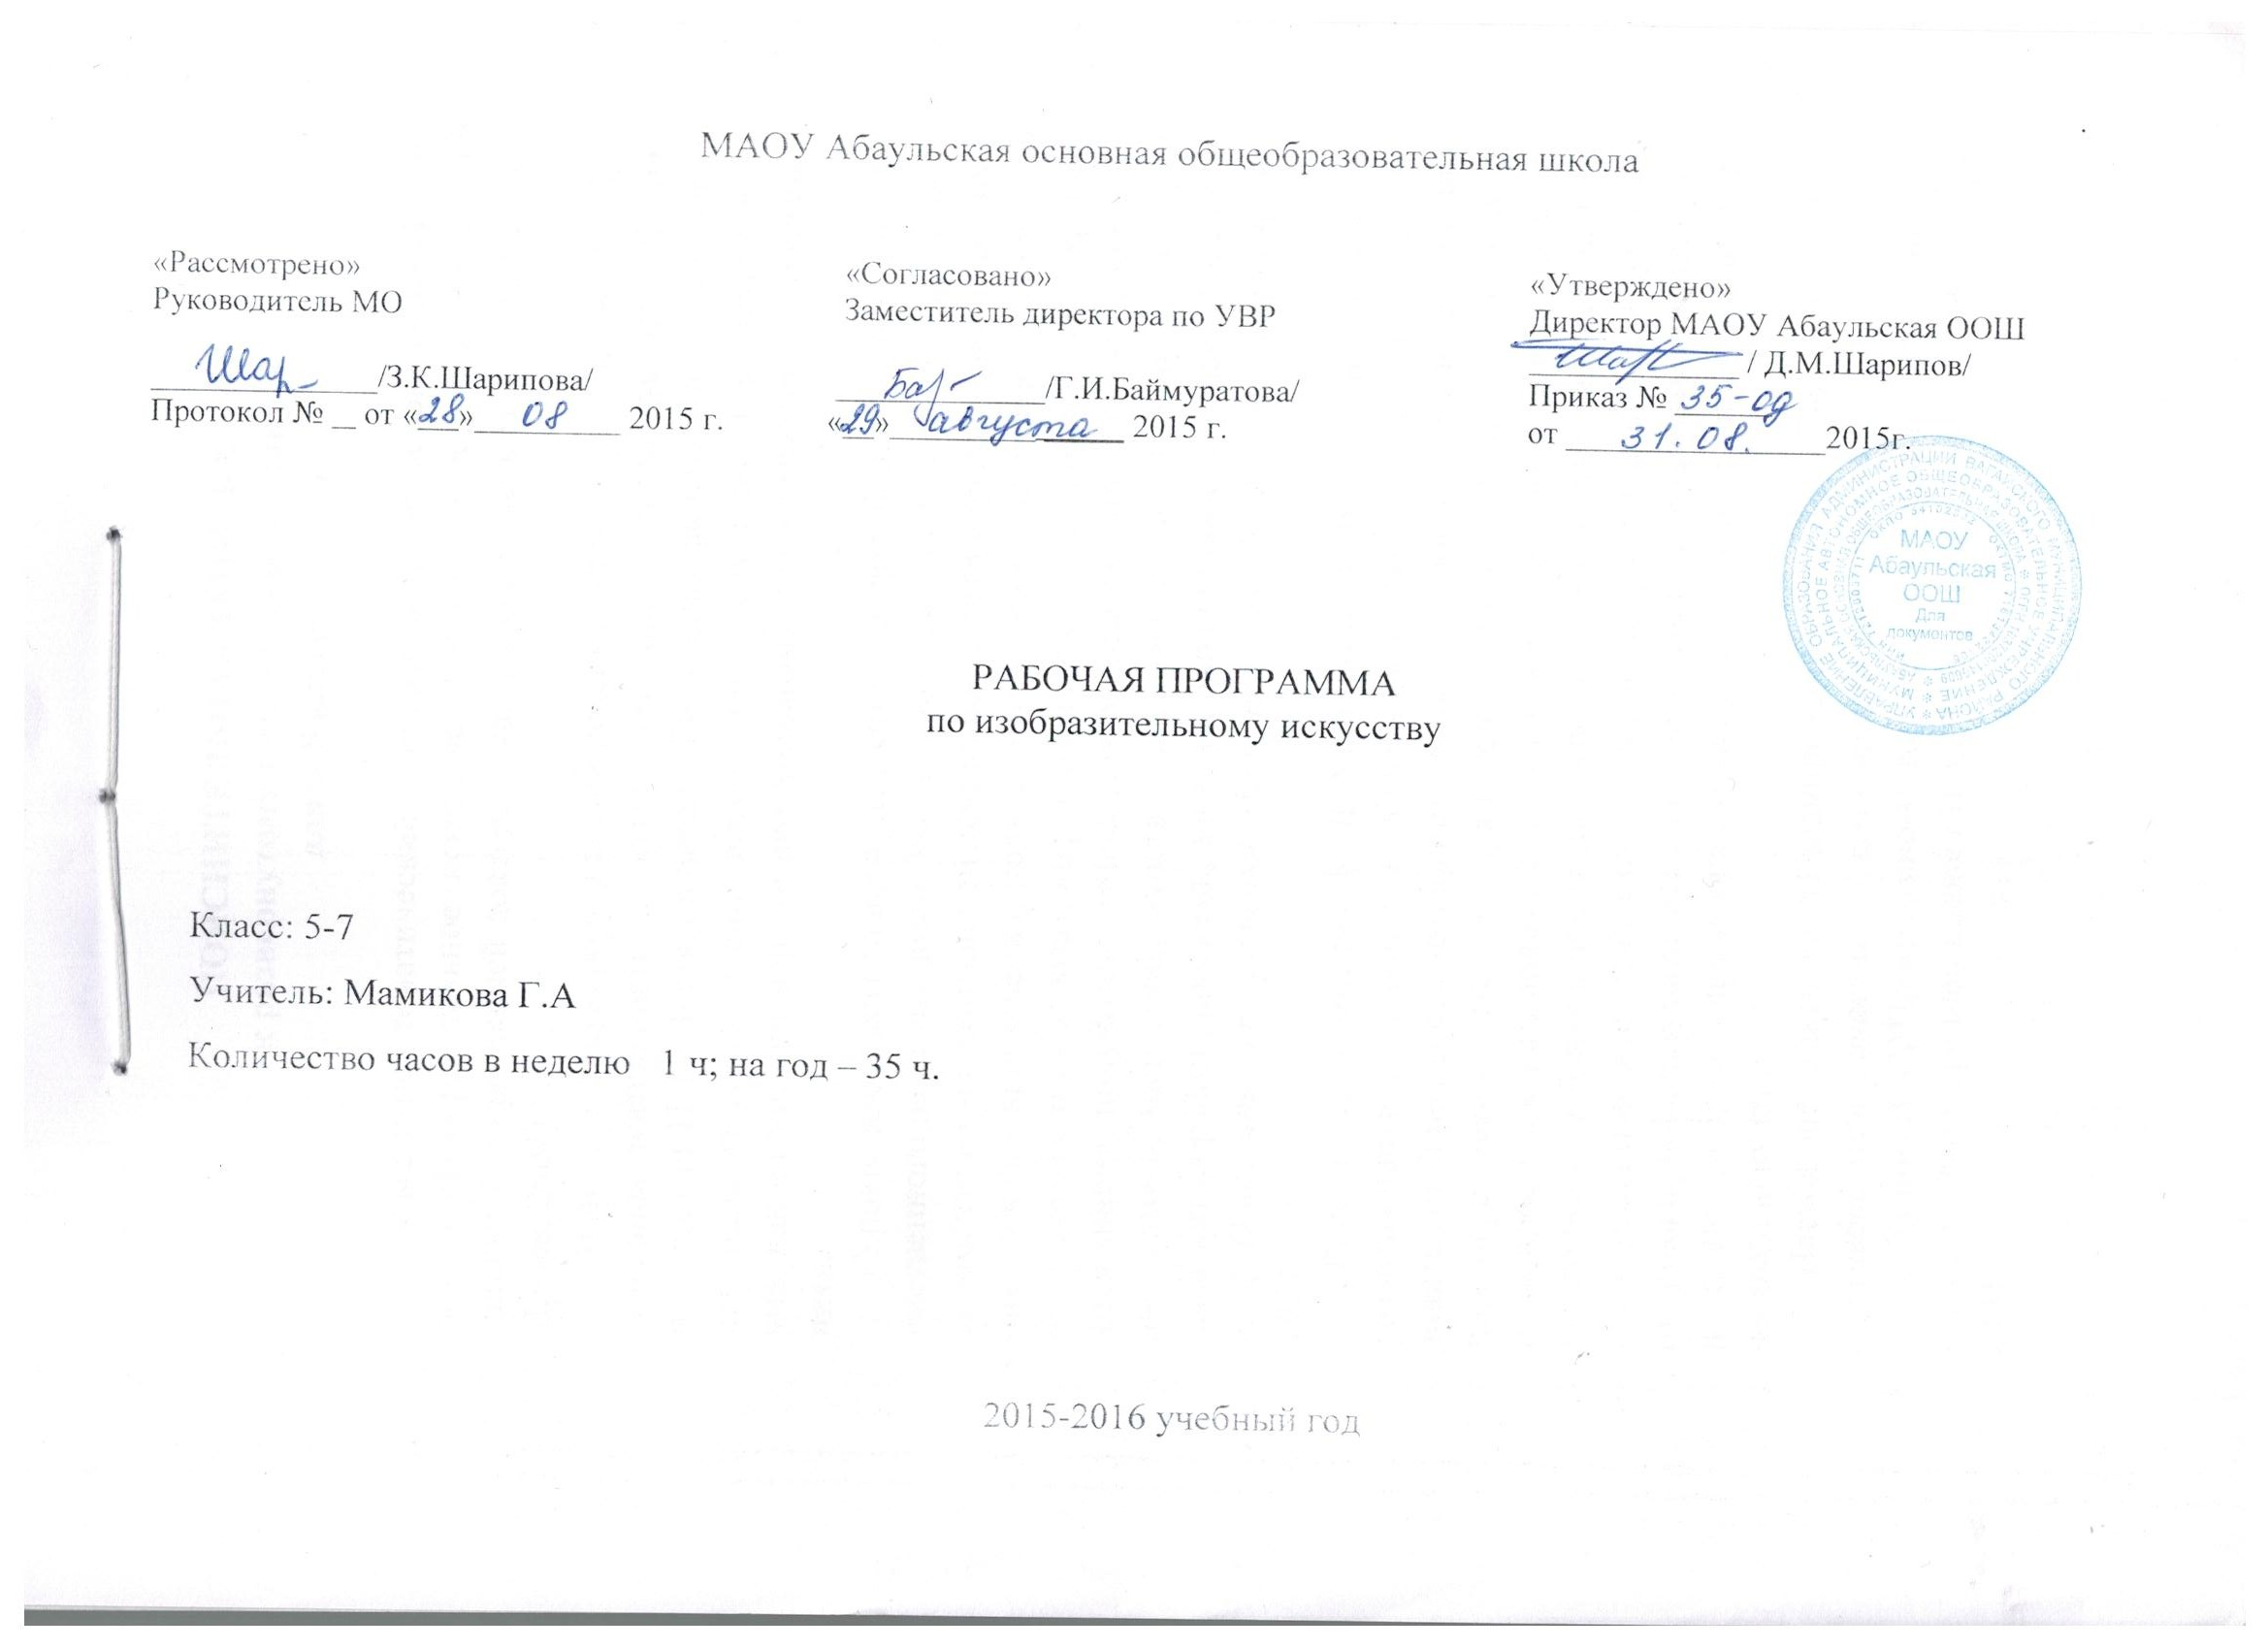 МАОУ Абаульская основная общеобразовательная школа
«Рассмотрено»
Руководитель МО
Шар /З.К.Шарипова/
Протокол № __ от «28» 08 2015 г.
«Согласовано»
Заместитель директора по УВР
/Г.И.Баймуратова/
«29» августа 2015 г.
«Утверждено»
Директор МАОУ Абаульская ООШ
/ Д.М.Шарипов/
Приказ № 35-од
от 31.08. 2015г.
МАОУ
Абаульская
ООШ
Для
документов
РАБОЧАЯ ПРОГРАММА
по изобразительному искусству
Класс: 5-7
Учитель: Мамикова Г.А
Количество часов в неделю 1 ч; на год – 35 ч.
2015-2016 учебный год